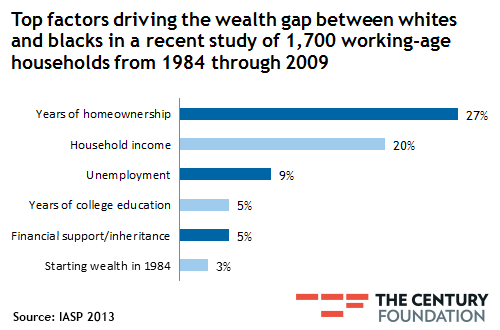 Top factors driving the wealth gap between whites
and blacks in a recent study of 1,700 working-age
households from 1984 through 2009
Years of homeownership 27%
Household income 20%
Unemployment 9%
Years of college education 5%
Financial support/inheritance 5%
Starting wealth in 1984 3%
Source: IASP 2013
THE CENTURY
FOUNDATION